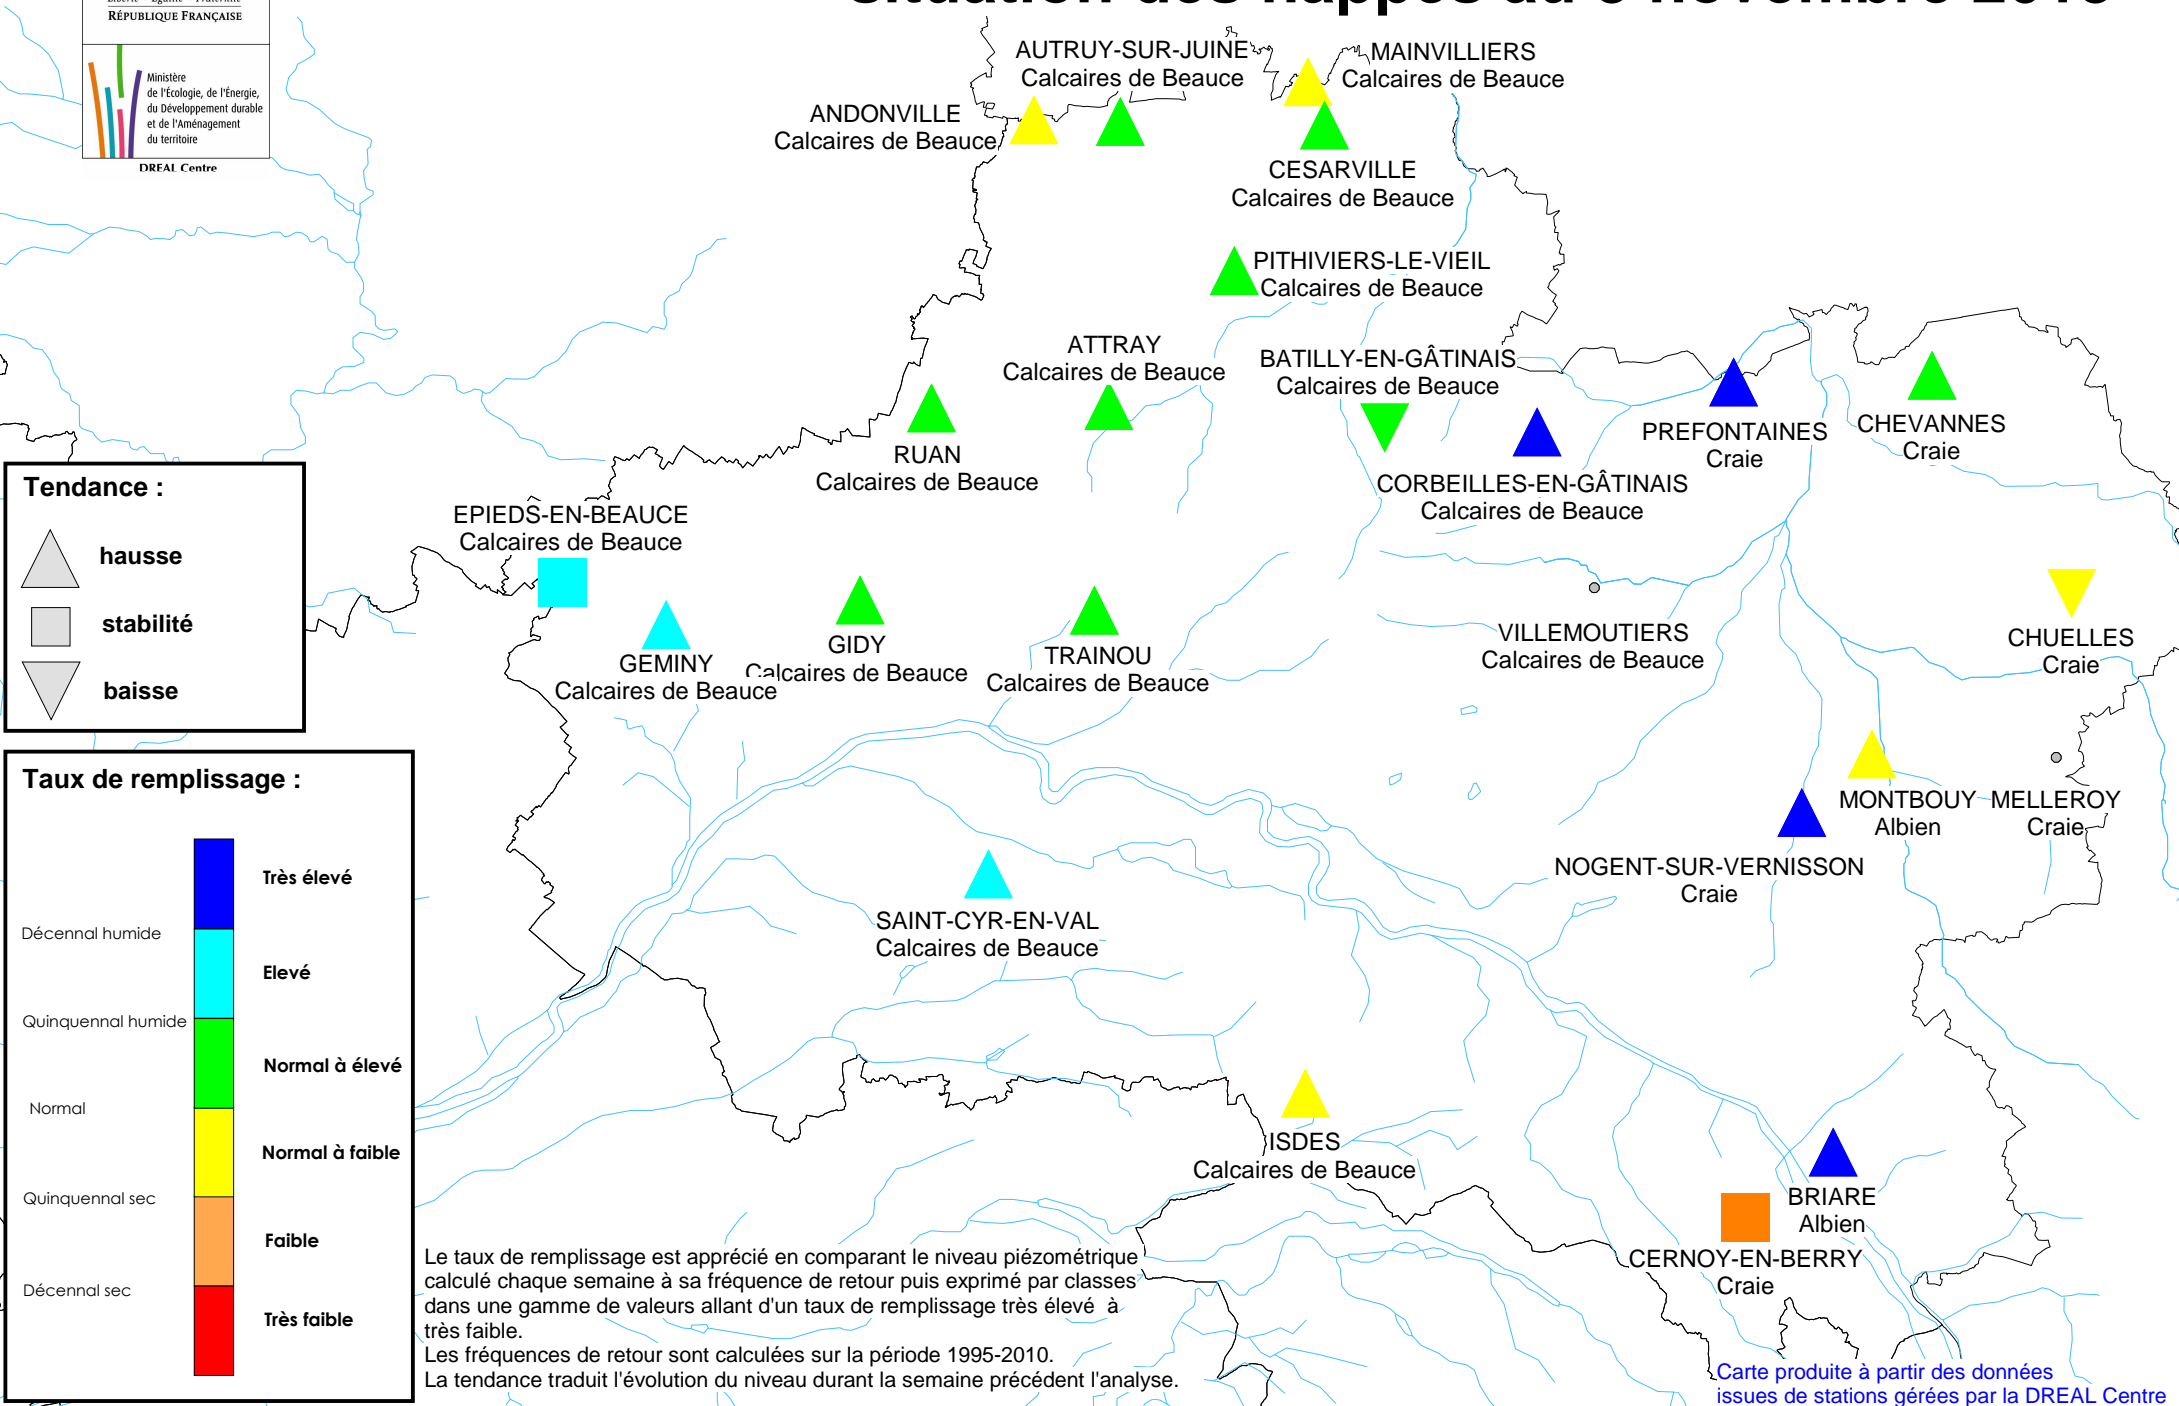 RÉPUBLIQUE FRANÇAISE
Ministère
de l'Écologie, de l'Énergie,
du Développement durable
et de l'Aménagement
du territoire
DREAL Centre
AUTRUY-SUR-JUINE
Calcaires de Beauce
MAINVILLIERS
Calcaires de Beauce
ANDONVILLE
Calcaires de Beauce
CESARVILLE
Calcaires de Beauce
PITHIVIERS-LE-VIEIL
Calcaires de Beauce
ATTRAY
Calcaires de Beauce
BATILLY-EN-GÂTINAIS
Calcaires de Beauce
RUAN
Calcaires de Beauce
PREFONTAINES
Craie
CHEVANNES
Craie
CORBEILLES-EN-GÂTINAIS
Calcaires de Beauce
Tendance :
hausse
stabilité
baisse
EPIEDS-EN-BEAUCE
Calcaires de Beauce
GEMINY
Calcaires de Beauce
GIDY
Calcaires de Beauce
TRAINOU
Calcaires de Beauce
VILLEMOUTIERS
Calcaires de Beauce
CHUELLES
Craie
MONTBOUY
Albien
MELLEROY
Craie
NOGENT-SUR-VERNISSON
Craie
SAINT-CYR-EN-VAL
Calcaires de Beauce
Taux de remplissage :
Très élevé
Décennal humide
Elevé
Quinquennal humide
Normal à élevé
Normal
Normal à faible
Quinquennal sec
Faible
Décennal sec
Très faible
ISDES
Calcaires de Beauce
BRIARE
Albien
CERNOY-EN-BERRY
Craie
Le taux de remplissage est apprécié en comparant le niveau piézométrique
calculé chaque semaine à sa fréquence de retour puis exprimé par classes
dans une gamme de valeurs allant d'un taux de remplissage très élevé à
très faible.
Les fréquences de retour sont calculées sur la période 1995-2010.
La tendance traduit l'évolution du niveau durant la semaine précédent l'analyse.
Carte produite à partir des données
issues de stations gérées par la DREAL Centre